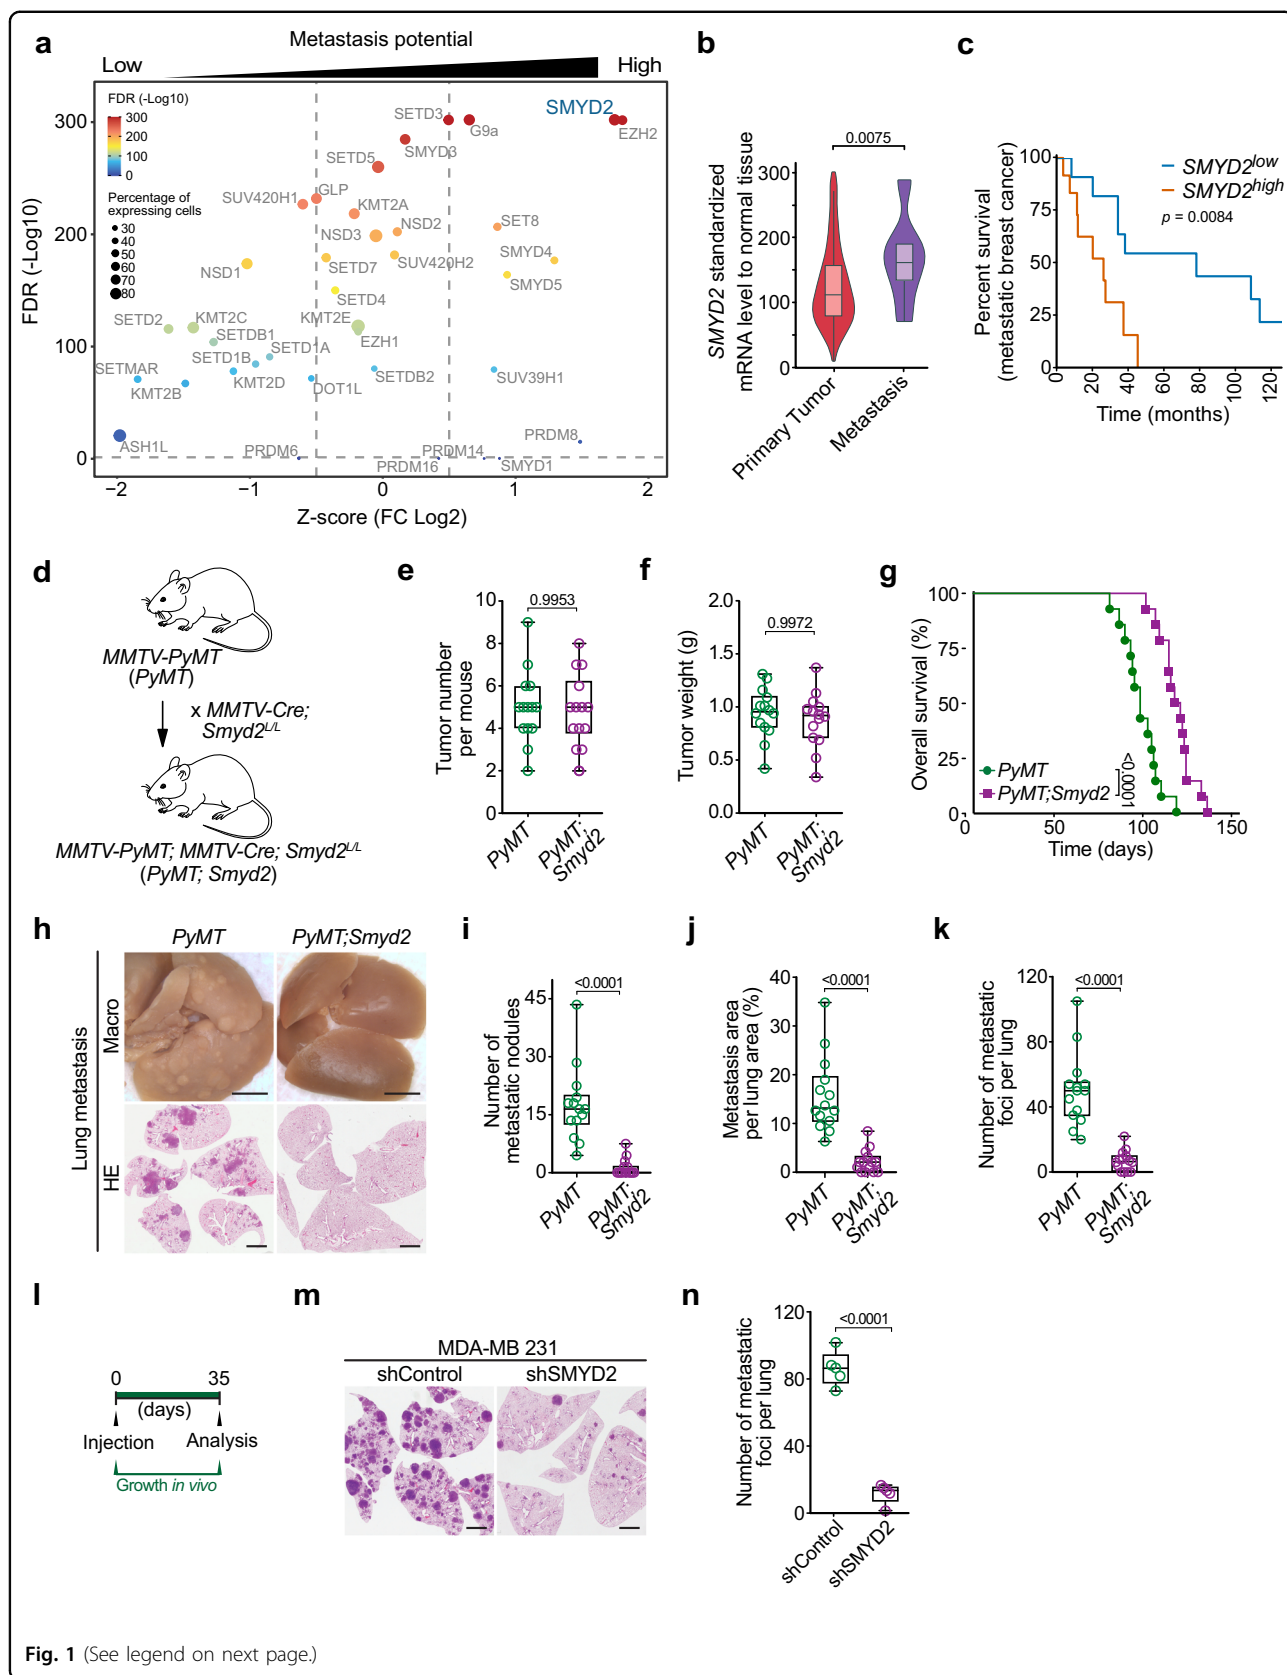 a
Metastasis potential
Low
High
FDR (-Log10)
300
200
100
0
Percentage of
expressing cells
30
40
50
60
70
80
SMYD2
EZH2
SETD3
G9a
SMYD3
SETD5
GLP
SUV420H1
KMT2A
NSD2
NSD3
SET8
SUV420H2
SMYD4
SETD7
SMYD5
NSD1
SETD4
KMT2C
KMT2E
SETD2
SETDB1
EZH1
SETD1A
SETD1B
SETMAR
KMT2D
SETDB2
SUV39H1
KMT2B
DOT1L
ASH1L
PRDM8
PRDM6
PRDM14
PRDM16
SMYD1
FDR (-Log10)
300
200
100
0
−2
−1
0
1
2
Z-score (FC Log2)
b
0.0075
SMYD2 standardized
mRNA level to normal tissue
300
200
100
0
Primary Tumor
Metastasis
c
SMYD2low
SMYD2high
p = 0.0084
Percent survival
(metastatic breast cancer)
100
75
50
25
0
0 20 40 60 80 100 120
Time (months)
d
MMTV-PyMT
(PyMT)
x MMTV-Cre;
Smyd2L/L
MMTV-PyMT; MMTV-Cre; Smyd2L/L
(PyMT; Smyd2)
e
0.9953
Tumor number
per mouse
10
8
6
4
2
0
PyMT
PyMT;
Smyd2
f
0.9972
Tumor weight (g)
2.0
1.5
1.0
0.5
0.0
PyMT
PyMT;
Smyd2
g
Overall survival (%)
100
75
50
25
0
PyMT
PyMT;Smyd2
<.0001
0 50 100 150
Time (days)
h
PyMT
PyMT;Smyd2
Lung metastasis
Macro
HE
i
<0.0001
Number of
metastatic nodules
45
30
15
0
PyMT
PyMT;
Smyd2
j
<0.0001
Metastasis area
per lung area (%)
40
30
20
10
0
PyMT
PyMT;
Smyd2
k
<0.0001
Number of metastatic
foci per lung
120
80
40
0
PyMT
PyMT;
Smyd2
l
0 35
(days)
Injection Analysis
Growth in vivo
m
MDA-MB 231
shControl shSMYD2
n
<0.0001
Number of metastatic
foci per lung
120
80
40
0
shControl
shSMYD2
Fig. 1 (See legend on next page.)